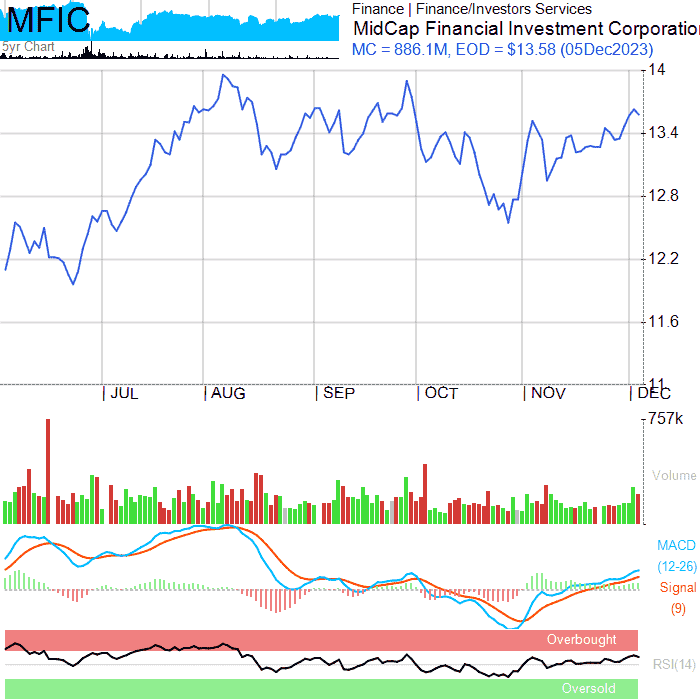 MFIC
5yr Chart
Finance | Finance/Investors Services
MidCap Financial Investment Corporation
MC = 886.1M, EOD = $13.58 (05Dec2023)
14
13.4
12.8
12.2
11.6
11
JUL AUG SEP OCT NOV DEC
757k
Volume
MACD
(12-26)
Signal
(9)
Overbought
RSI(14)
Oversold